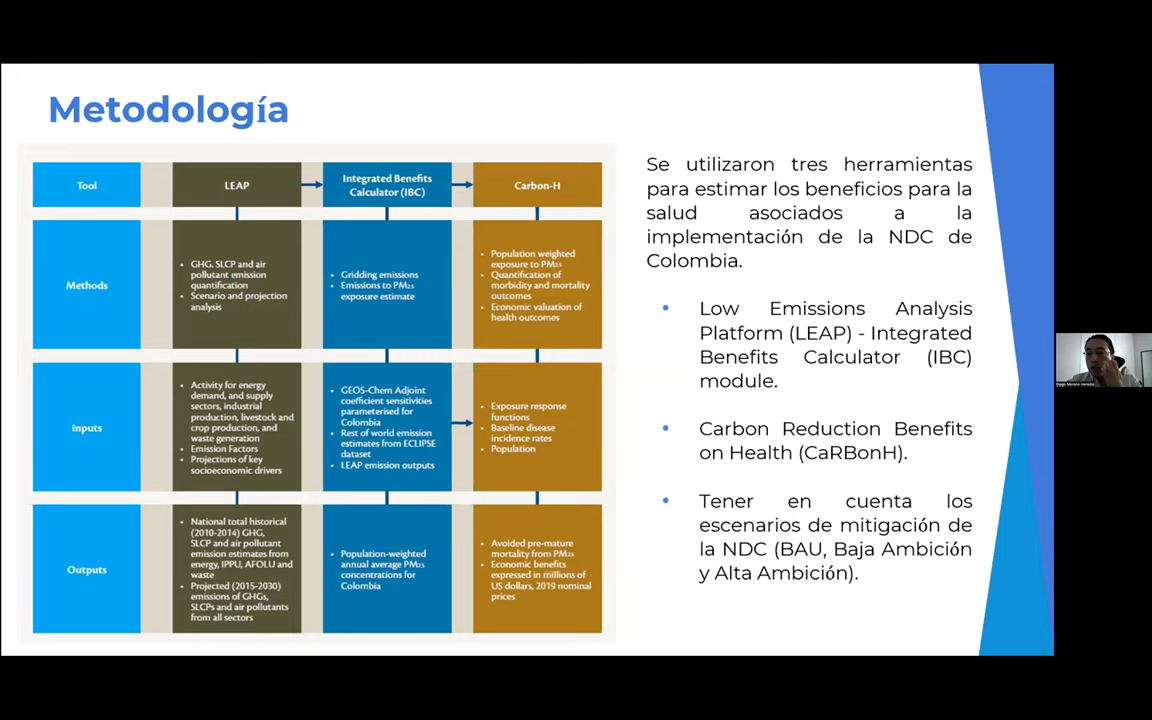 Metodología
Tool
LEAP
Integrated Benefits
Calculator (IBC)
Carbon-H
Methods
• GHG, SLCP and air
pollutant emission
quantification
• Scenario and projection
analysis
• Gridding emissions
• Emissions to PM2.5
exposure estimate
• Population weighted
exposure to PM2.5
• Quantification of
morbidity and mortality
outcomes
• Economic valuation of
health outcomes
Inputs
• Activity for energy
demand, and supply
sectors, industrial
production, livestock and
crop production, and
waste generation
• Emission Factors
• Projections of key
socioeconomic drivers
• GEOS-Chem Adjoint
coefficient sensitivities
parameterised for
Colombia
• Rest of world emission
estimates from ECLIPSE
dataset
• LEAP emission outputs
• Exposure response
functions
• Baseline disease
incidence rates
• Population
Outputs
• National total historical
(2010-2014) GHG,
SLCP and air pollutant
emission estimates from
energy, IPPU, AFOLU and
waste
• Projected (2015-2030)
emissions of GHGs,
SLCPs and air pollutants
from all sectors
• Population-weighted
annual average PM2.5
concentrations for
Colombia
• Avoided pre-mature
mortality from PM2.5
• Economic benefits
expressed in millions of
US dollars, 2019 nominal
prices
Se utilizaron tres herramientas
para estimar los beneficios para la
salud asociados a la
implementación de la NDC de
Colombia.
• Low Emissions Analysis
Platform (LEAP) - Integrated
Benefits Calculator (IBC)
module.
• Carbon Reduction Benefits
on Health (CaRBonH).
• Tener en cuenta los
escenarios de mitigación de
la NDC (BAU, Baja Ambición
y Alta Ambición).
Diego Moreno Heredia